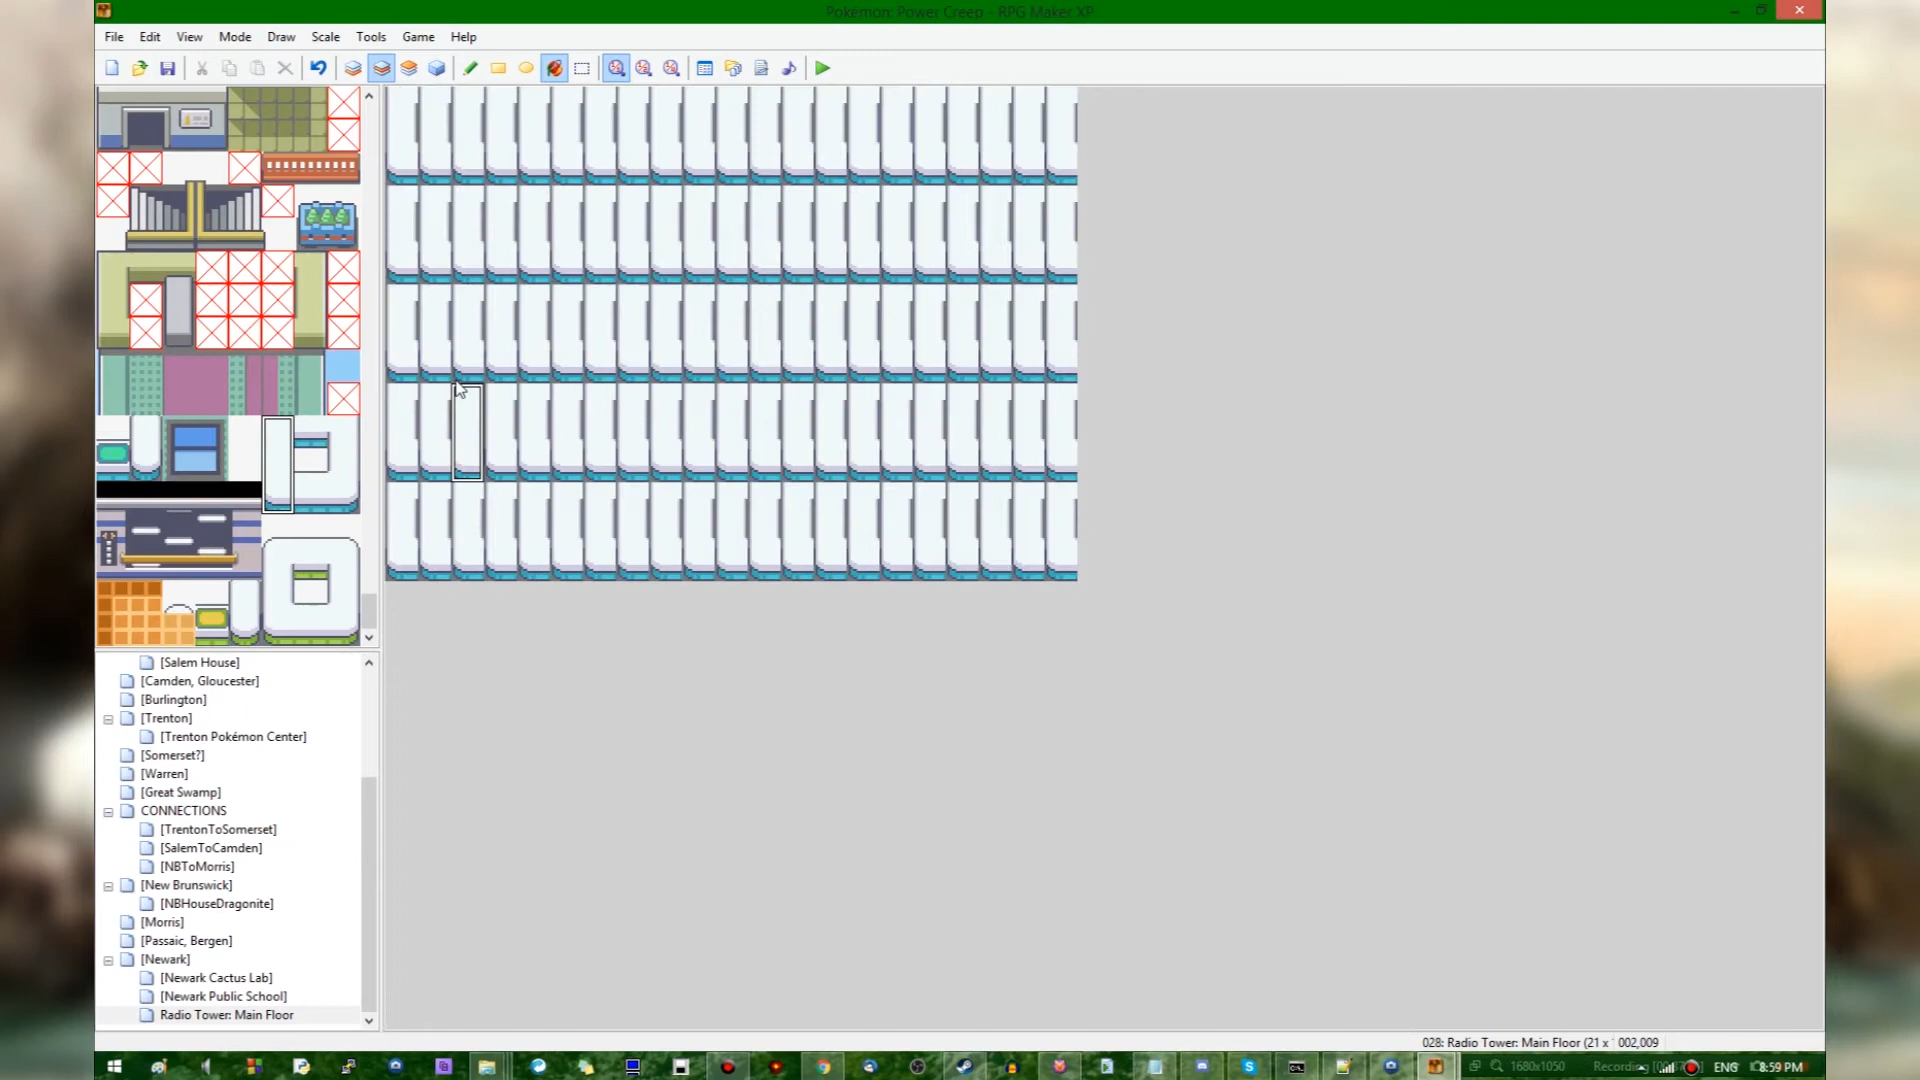 Pokémon: Power Creep - RPG Maker XP
File Edit View Mode Draw Scale Tools Game Help
[Salem House]
[Camden, Gloucester]
[Burlington]
[Trenton]
[Trenton Pokémon Center]
[Somerset?]
[Warren]
[Great Swamp]
CONNECTIONS
[TrentonToSomerset]
[SalemToCamden]
[NBToMorris]
[New Brunswick]
[NBHouseDragonite]
[Morris]
[Passaic, Bergen]
[Newark]
[Newark Cactus Lab]
[Newark Public School]
Radio Tower: Main Floor
028: Radio Tower: Main Floor (21 x 002,009
1680x1050 Recording ENG 8:59 PM